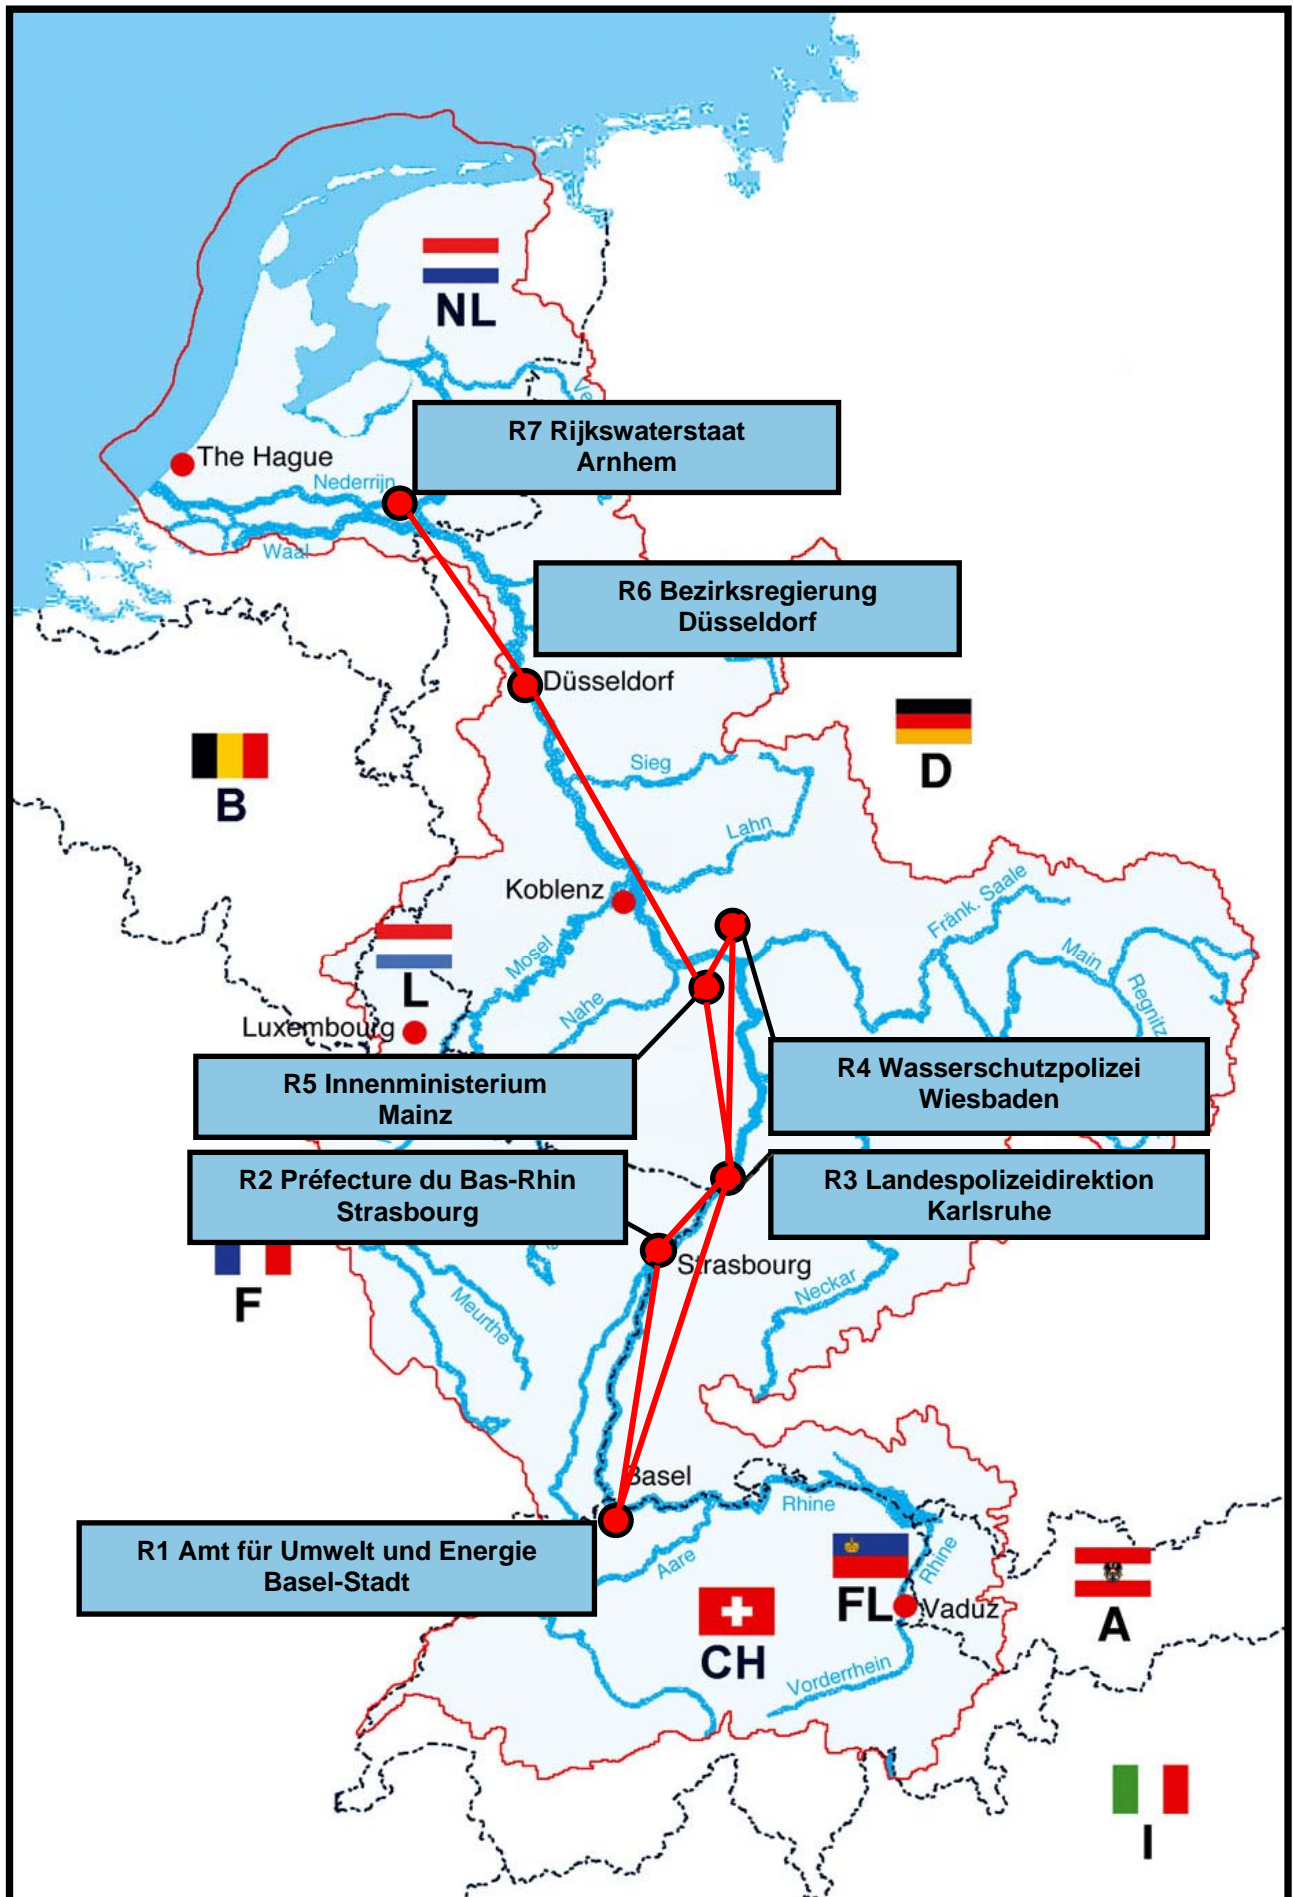 NL
Ve
R7 Rijkswaterstaat
Arnhem
The Hague
Nederrijn
Waal
R6 Bezirksregierung
Düsseldorf
Düsseldorf
D
B
Sieg
Lahn
Koblenz
Fränk. Saale
Mosel
Main
L
Nahe
Regnitz
Luxembourg
R5 Innenministerium
Mainz
R4 Wasserschutzpolizei
Wiesbaden
R2 Préfecture du Bas-Rhin
Strasbourg
R3 Landespolizeidirektion
Karlsruhe
Strasbourg
F
Meurthe
Neckar
Basel
Rhine
R1 Amt für Umwelt und Energie
Basel-Stadt
Aare
Rhine
FL
Vaduz
A
CH
Vorderrhein
I